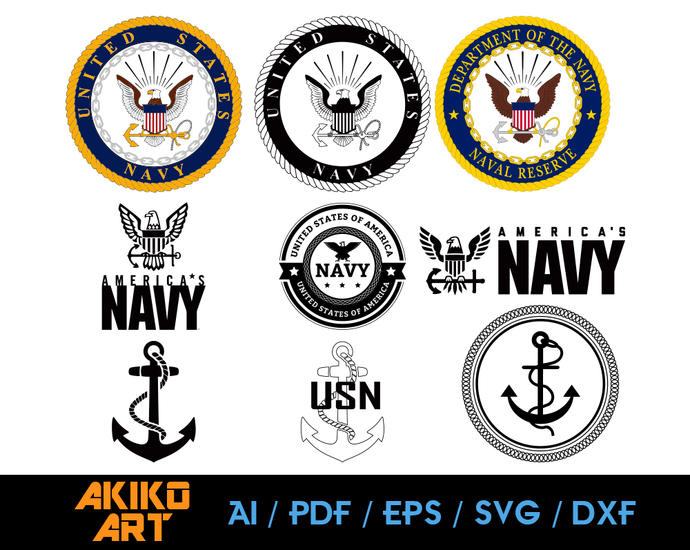 UNITED STATES
NAVY
UNITED STATES
NAVY
DEPARTMENT OF THE NAVY
NAVAL RESERVE
AMERICA★S
NAVY
UNITED STATES OF AMERICA
NAVY
UNITED STATES OF AMERICA
AMERICA'S
NAVY
USN
AKIKO
ART
AI / PDF / EPS / SVG / DXF